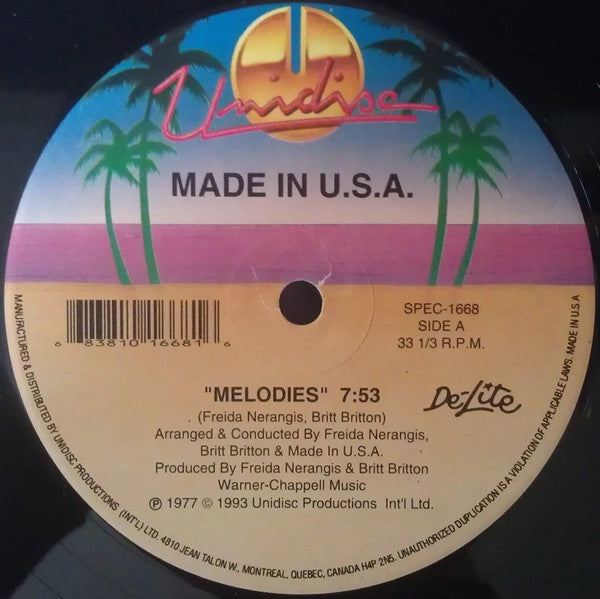 Unidisc
MADE IN U.S.A.
SPEC-1668
SIDE A
33 1/3 R.P.M.
6 83810 16681 6
"MELODIES" 7:53
De-Lite
(Freida Nerangis, Britt Britton)
Arranged & Conducted By Freida Nerangis,
Britt Britton & Made In U.S.A.
Produced By Freida Nerangis & Britt Britton
Warner-Chappell Music
℗ 1977 © 1993 Unidisc Productions Int'l Ltd.
MANUFACTURED & DISTRIBUTED BY UNIDISC PRODUCTIONS (INT'L) LTD. 4810 JEAN TALON W., MONTREAL, QUEBEC, CANADA H4P 2N5. UNAUTHORIZED DUPLICATION IS A VIOLATION OF APPLICABLE LAWS. MADE IN U.S.A